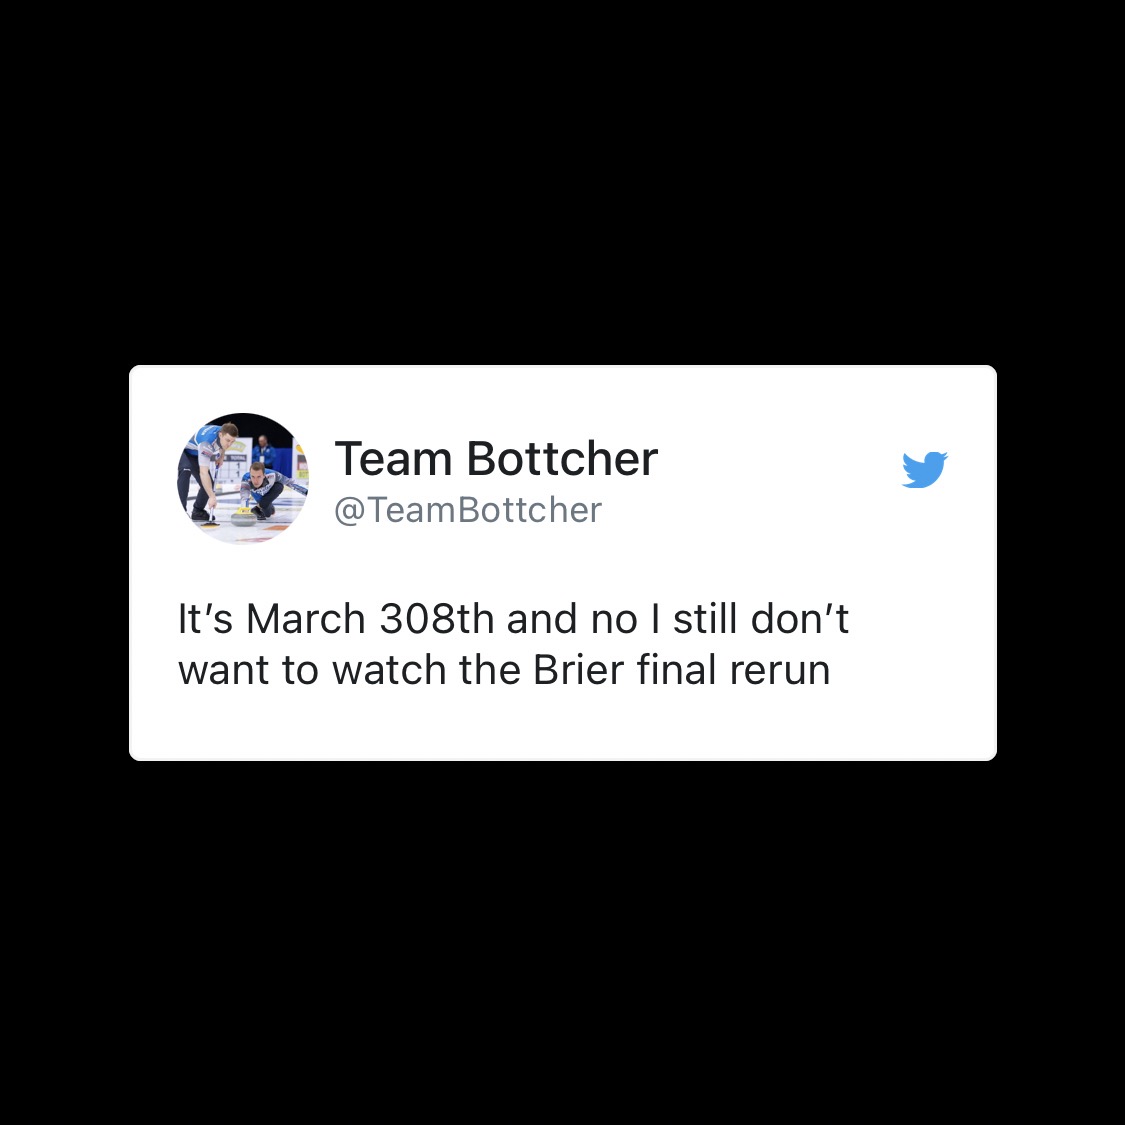 Team Bottcher
@TeamBottcher
It’s March 308th and no I still don’t
want to watch the Brier final rerun